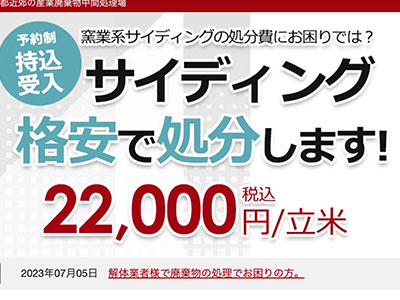 都近郊の産業廃棄物中間処理場
予約制
持込
受入
窯業系サイディングの処分費にお困りでは？
サイディング
格安で処分します!
22,000税込円/立米
2023年07月05日 解体業者様で廃棄物の処理でお困りの方。